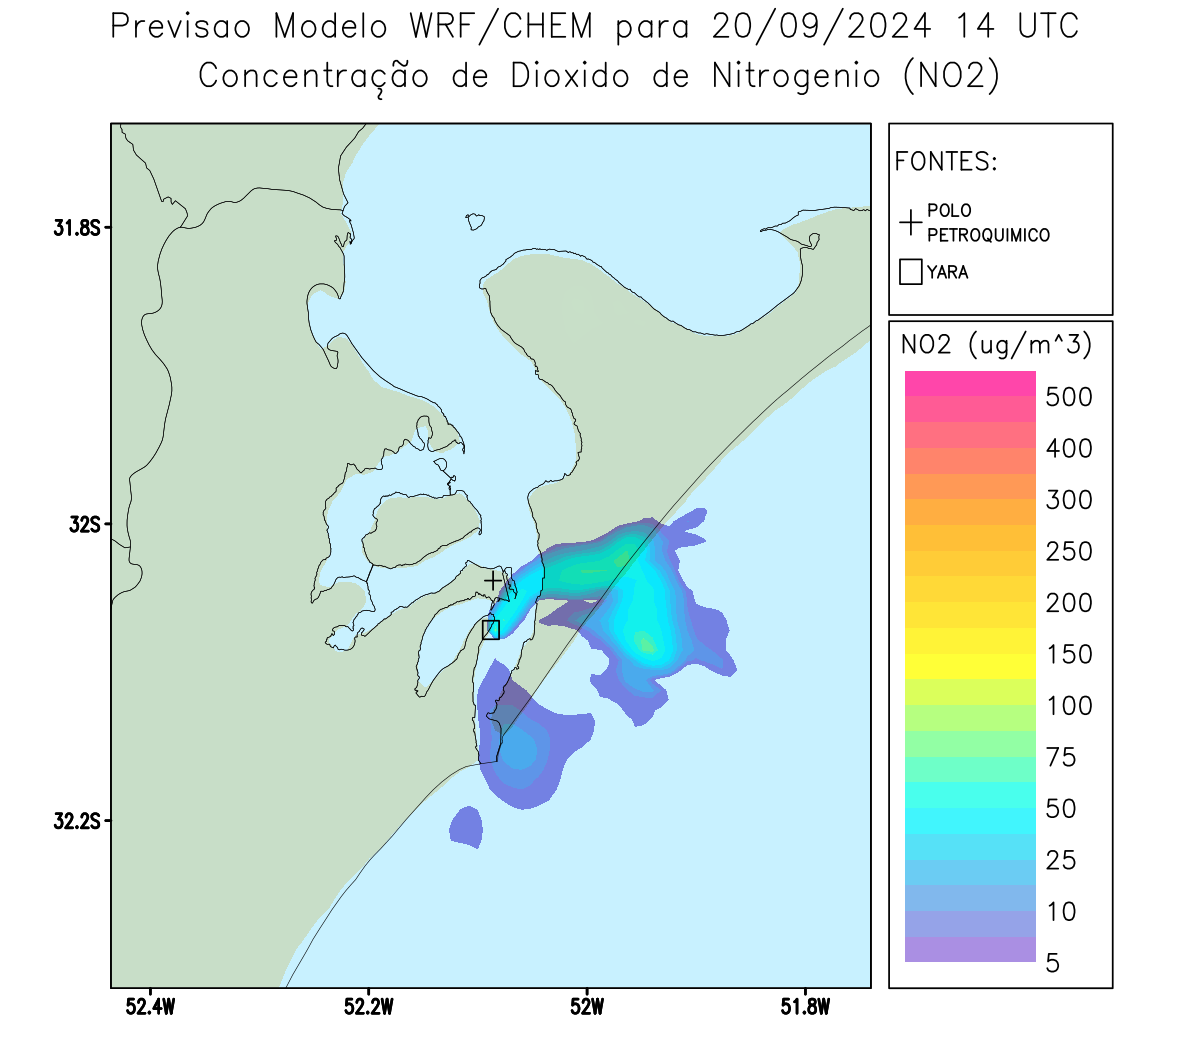 Previsao Modelo WRF/CHEM para 20/09/2024 14 UTC
Concentração de Dioxido de Nitrogenio (NO2)
FONTES:
POLO
PETROQUIMICO
YARA
NO2 (ug/m^3)
500
400
300
250
200
150
100
75
50
25
10
5
31.8S
32S
32.2S
52.4W
52.2W
52W
51.8W